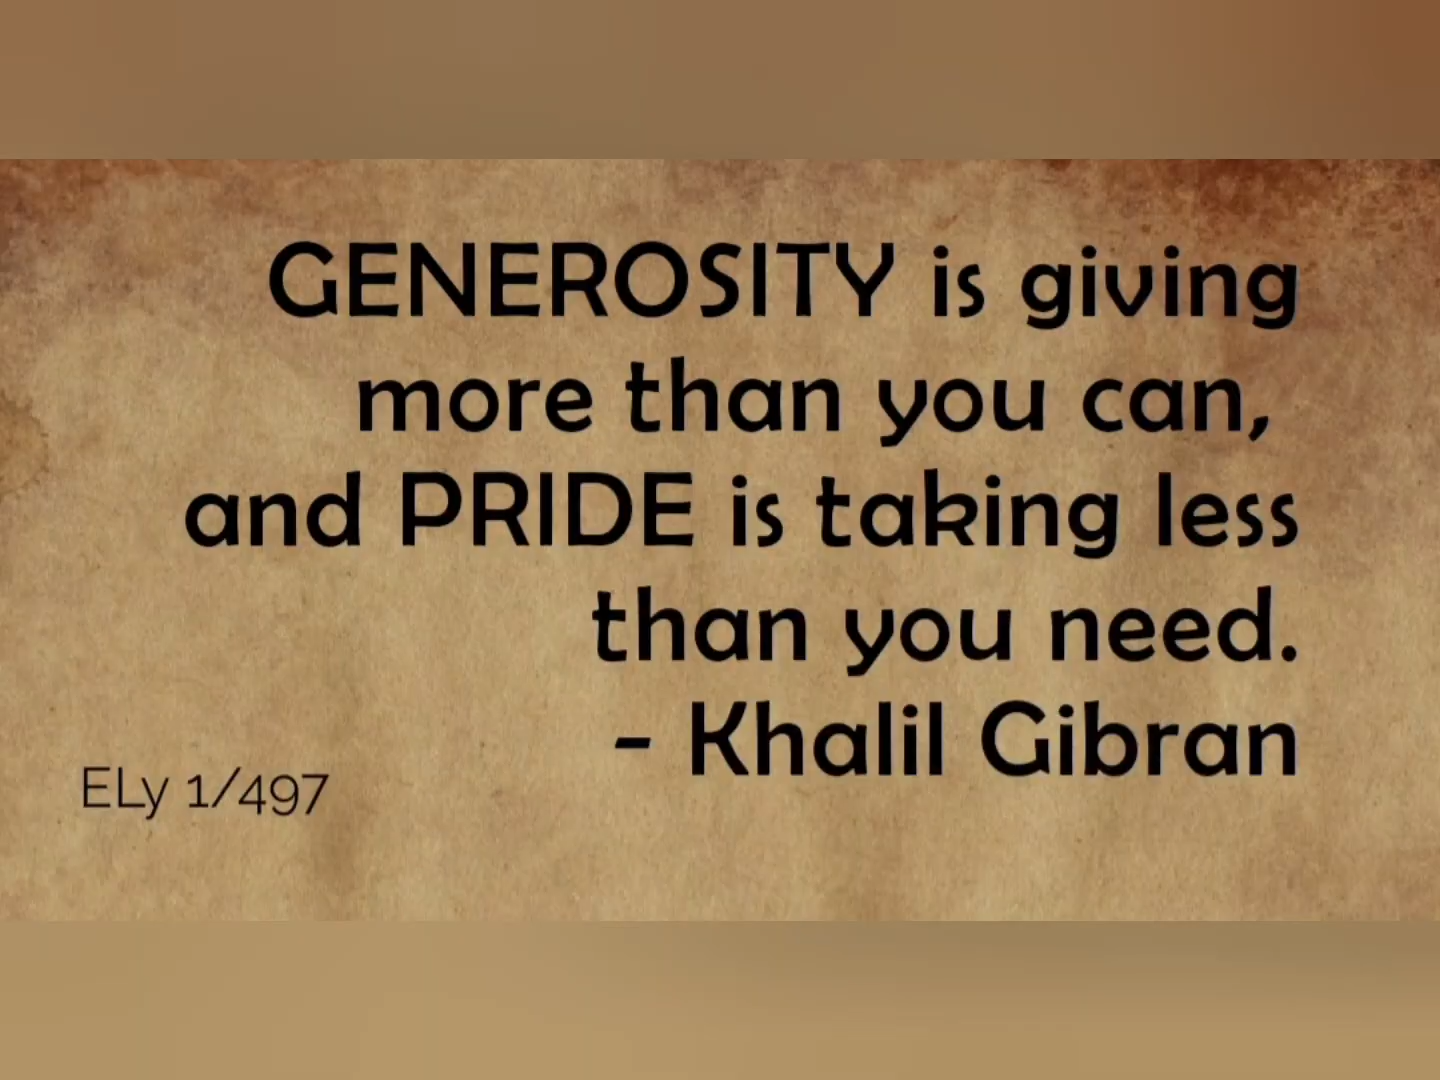 GENEROSITY is giving
more than you can,
and PRIDE is taking less
than you need.
- Khalil Gibran
ELy 1/497